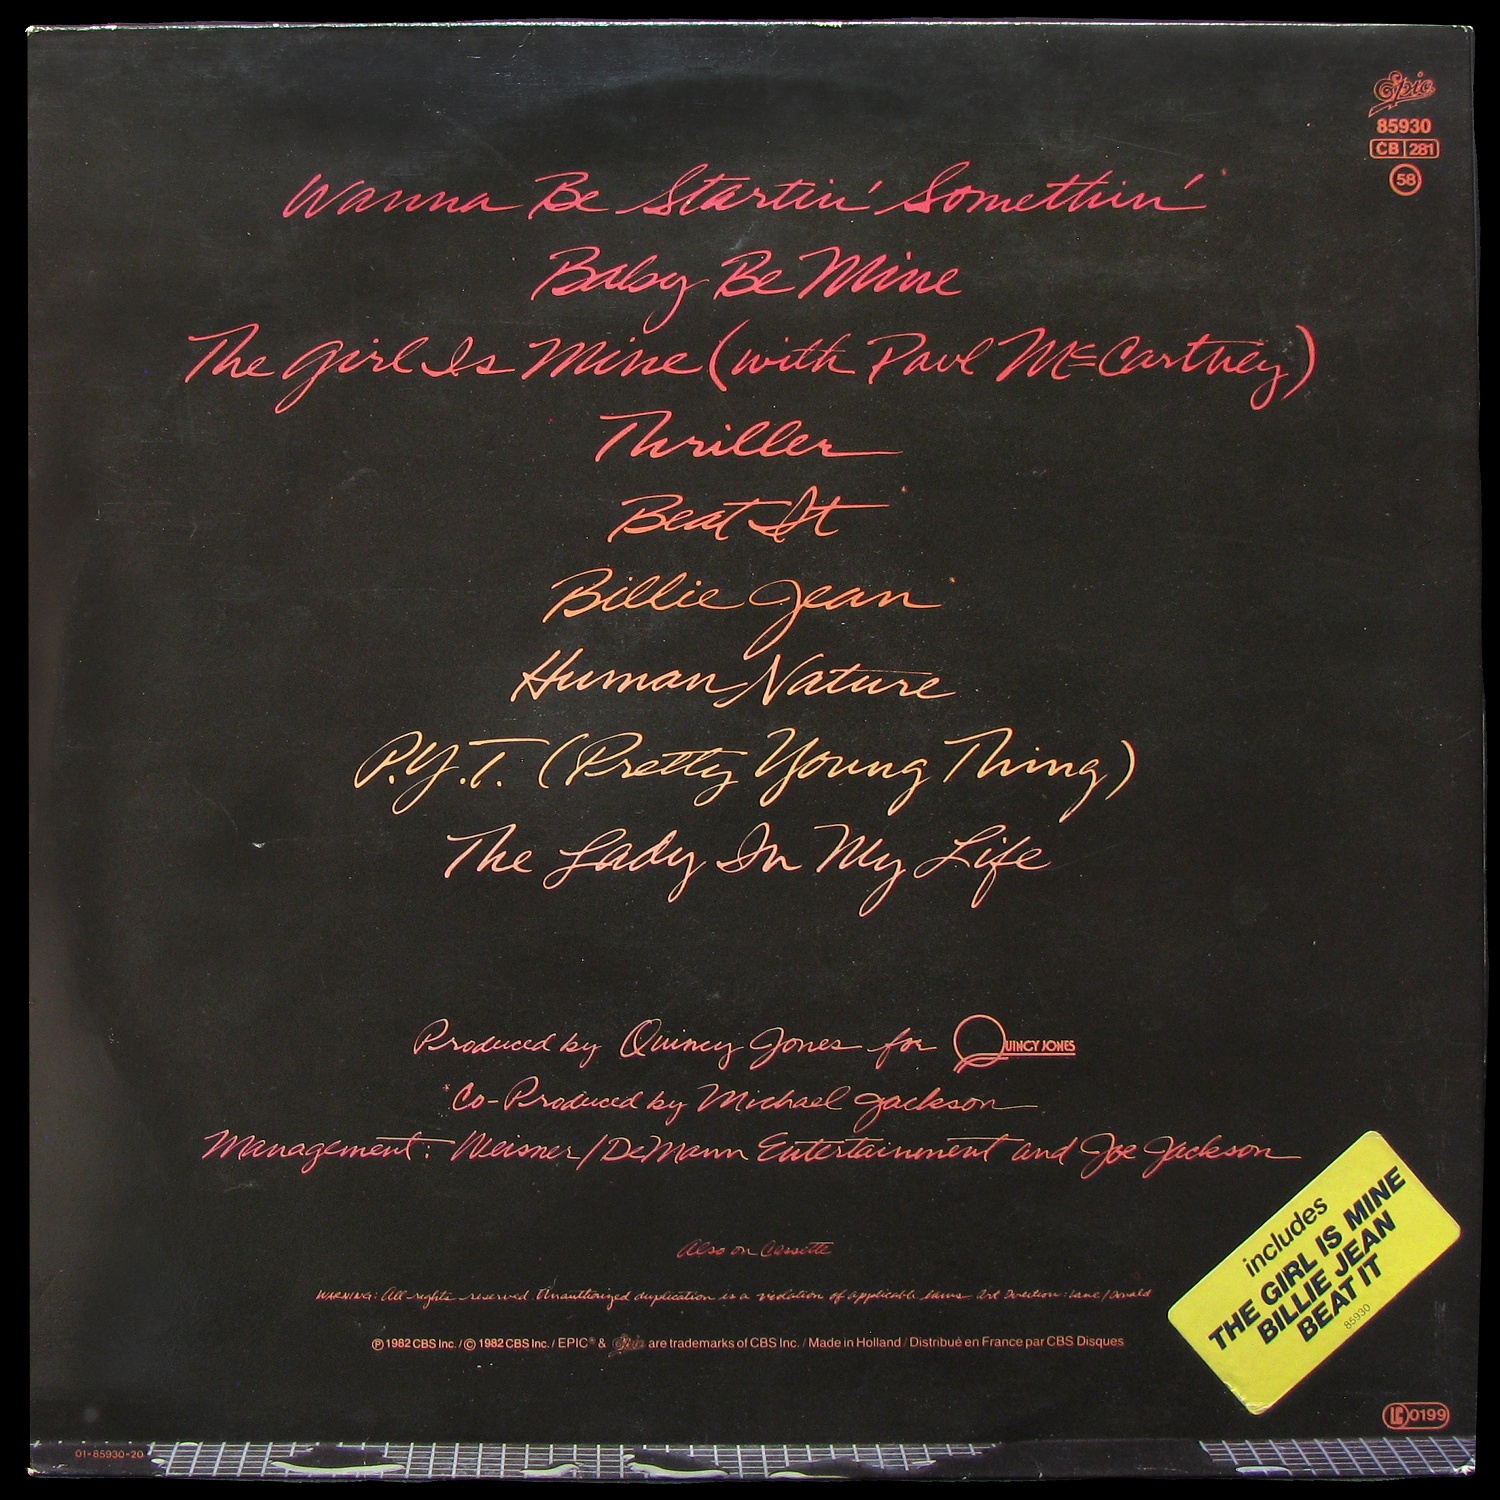 Epic
85930
CB 281
58
Wanna Be Startin' Somethin'*
Baby Be Mine
The Girl Is Mine (with Paul McCartney)
Thriller
Beat It*
Billie Jean*
Human Nature
P.Y.T. (Pretty Young Thing)
The Lady In My Life
Produced by Quincy Jones for QUINCY JONES
*Co-Produced by Michael Jackson
Management: Weisner/DeMann Entertainment and Joe Jackson
Also on Cassette
WARNING: All rights reserved. Unauthorized duplication is a violation of applicable laws. Art Direction: Lane/Donald
℗ 1982 CBS Inc. / © 1982 CBS Inc. / EPIC® & Epic are trademarks of CBS Inc. / Made in Holland / Distribué en France par CBS Disques
includes
THE GIRL IS MINE
BILLIE JEAN
BEAT IT
85930
LC 0199
01-85930-20